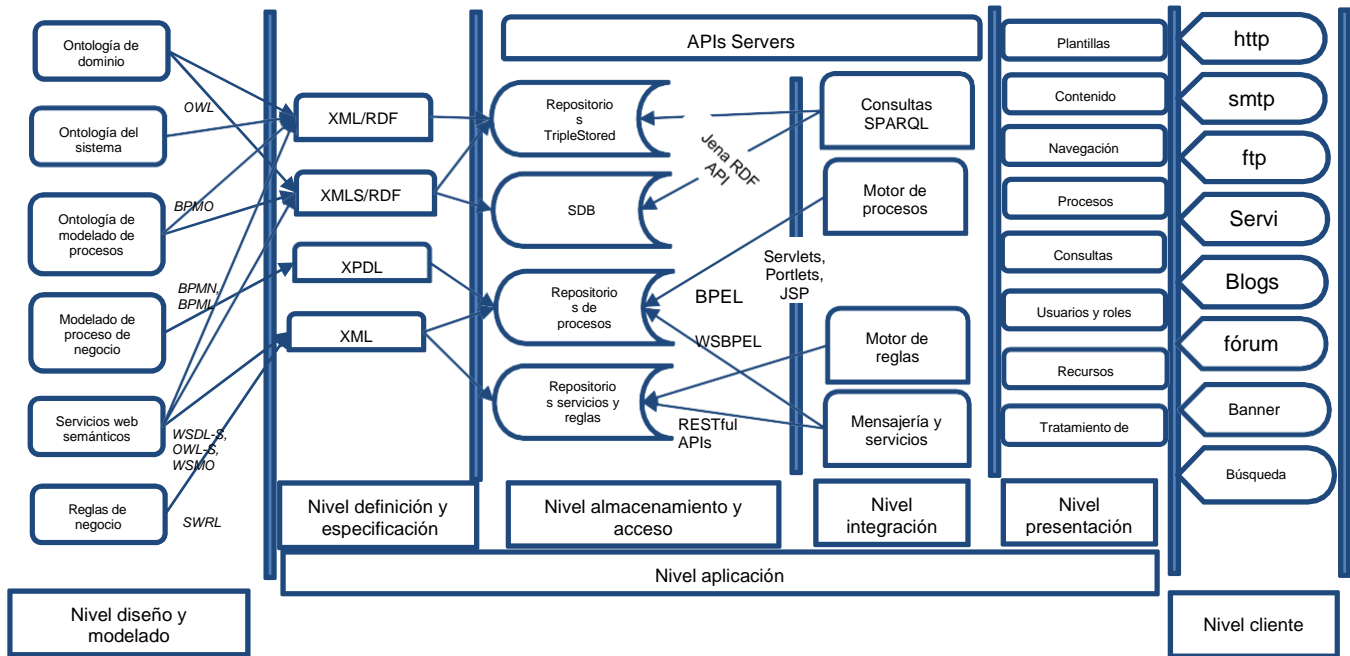 Ontología de
dominio
OWL
Ontología del
sistema
Ontología de
modelado de
procesos
BPMO
Modelado de
proceso de
negocio
BPMN,
BPML
Servicios web
semánticos
WSDL-S,
OWL-S,
WSMO
Reglas de
negocio
SWRL
Nivel diseño y
modelado
XML/RDF
XMLS/RDF
XPDL
XML
Nivel definición y
especificación
APIs Servers
Repositorio
s
TripleStored
SDB
Repositorio
s de
procesos
Repositorio
s servicios y
reglas
Jena RDF
API
BPEL
WSBPEL
RESTful
APIs
Servlets,
Portlets,
JSP
Nivel almacenamiento y
acceso
Consultas
SPARQL
Motor de
procesos
Motor de
reglas
Mensajería y
servicios
Nivel
integración
Plantillas
Contenido
Navegación
Procesos
Consultas
Usuarios y roles
Recursos
Tratamiento de
Nivel
presentación
Nivel aplicación
http
smtp
ftp
Servi
Blogs
fórum
Banner
Búsqueda
Nivel cliente